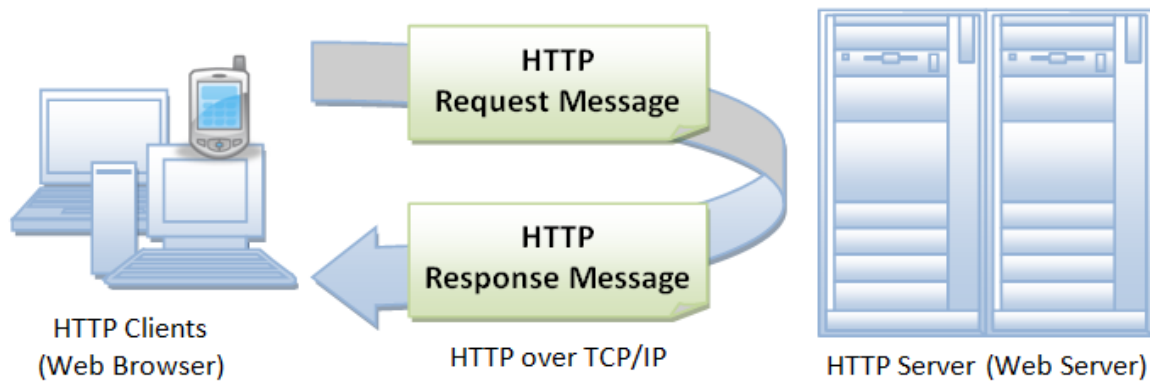 HTTP
Request Message
HTTP
Response Message
HTTP Clients
(Web Browser)
HTTP over TCP/IP
HTTP Server (Web Server)